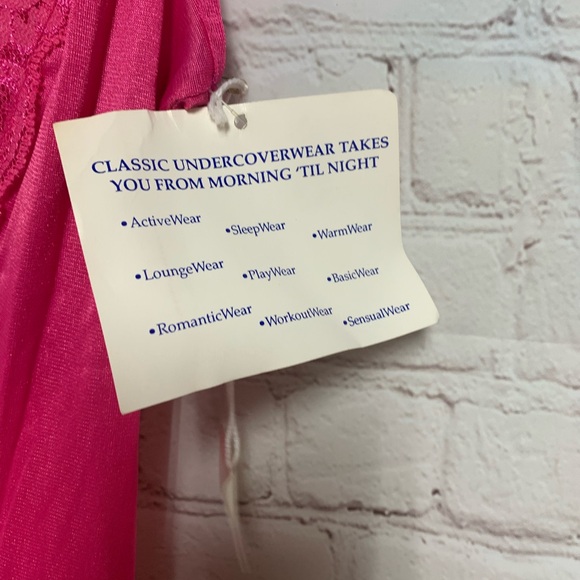 CLASSIC UNDERCOVERWEAR TAKES
YOU FROM MORNING ‘TIL NIGHT
•ActiveWear •SleepWear •WarmWear
•LoungeWear •PlayWear •BasicWear
•RomanticWear •WorkoutWear •SensualWear